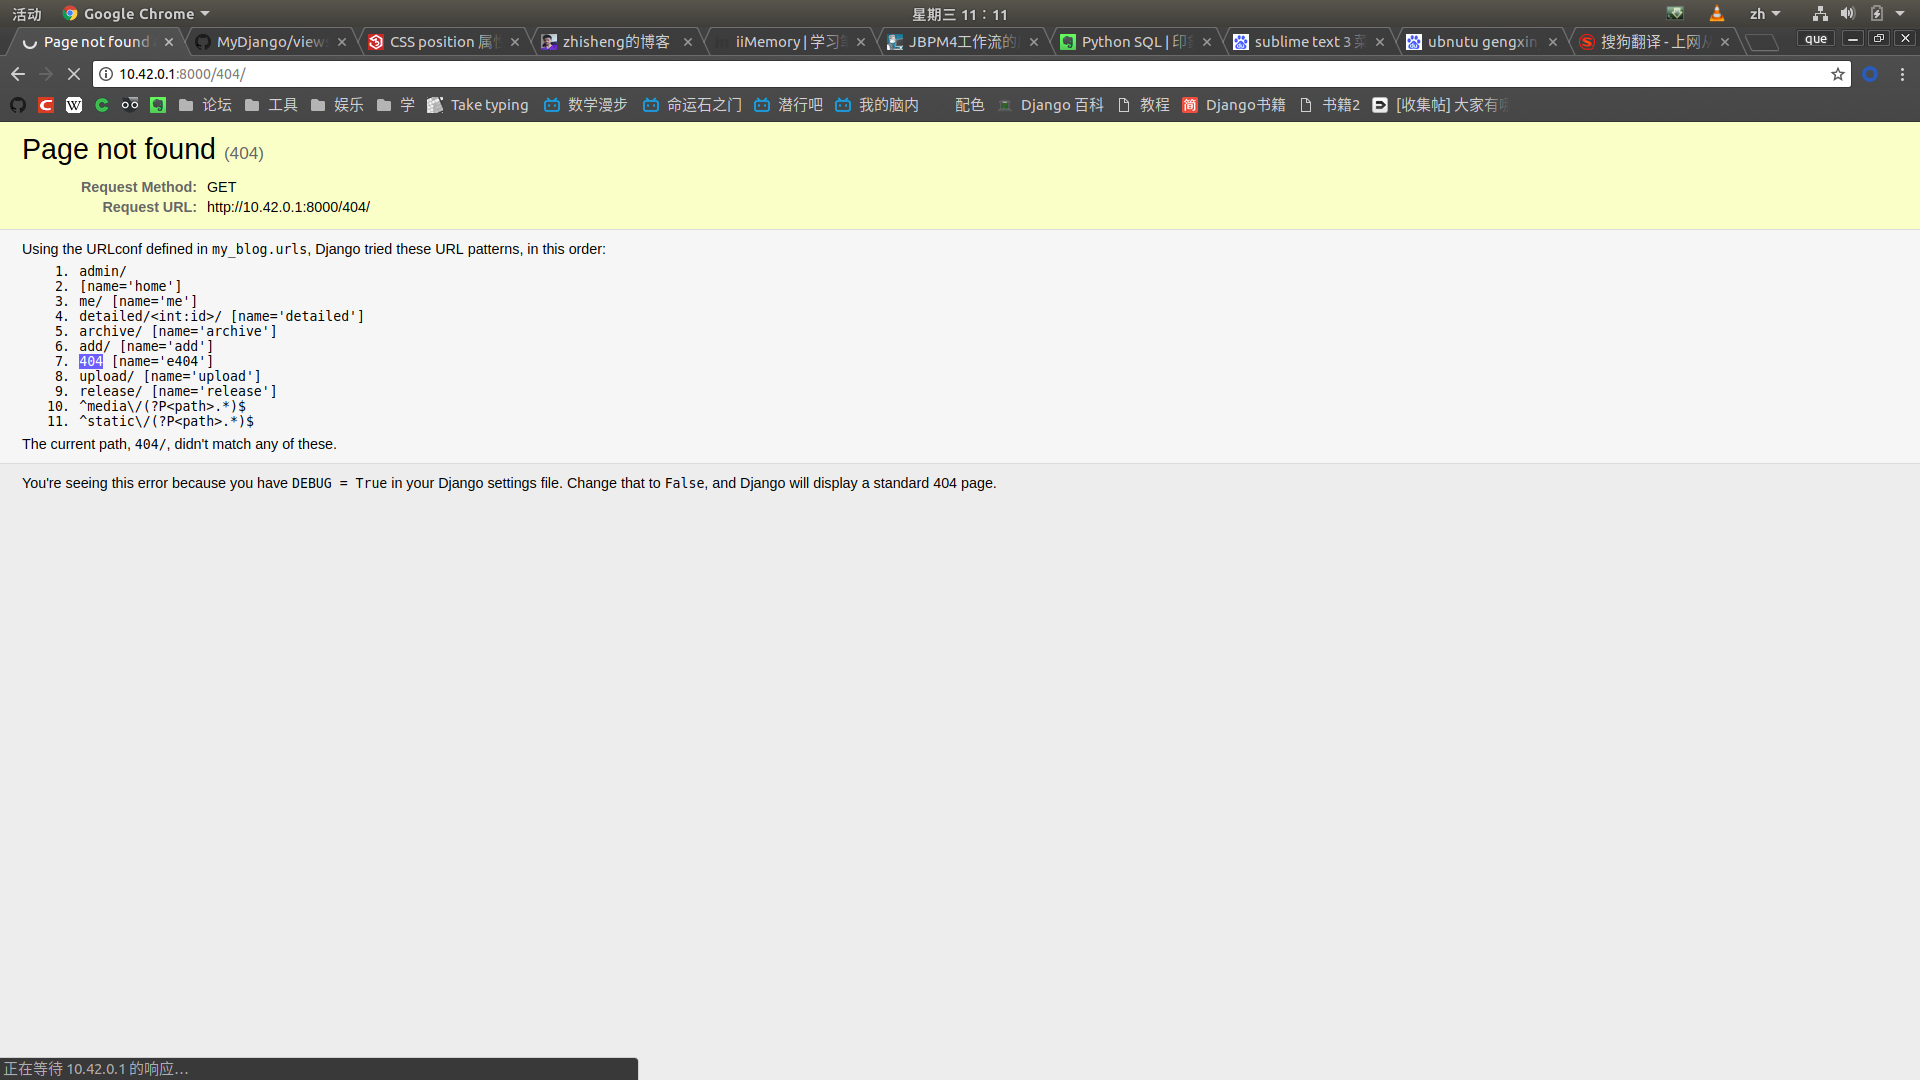 活动 Google Chrome 星期三 11：11 zh
Page not found MyDjango/views CSS position 属性 zhisheng的博客 iiMemory | 学习笔 JBPM4工作流的 Python SQL | 印象 sublime text 3 菜 ubnutu gengxin 搜狗翻译 - 上网从 que
10.42.0.1:8000/404/
论坛 工具 娱乐 学 Take typing 数学漫步 命运石之门 潜行吧 我的脑内 配色 Django 百科 教程 Django书籍 书籍2 [收集帖] 大家有
Page not found (404)
Request Method: GET
Request URL: http://10.42.0.1:8000/404/
Using the URLconf defined in my_blog.urls, Django tried these URL patterns, in this order:
1. admin/
2. [name='home']
3. me/ [name='me']
4. detailed/<int:id>/ [name='detailed']
5. archive/ [name='archive']
6. add/ [name='add']
7. 404 [name='e404']
8. upload/ [name='upload']
9. release/ [name='release']
10. ^media\/(?P<path>.*)$
11. ^static\/(?P<path>.*)$
The current path, 404/, didn't match any of these.
You're seeing this error because you have DEBUG = True in your Django settings file. Change that to False, and Django will display a standard 404 page.
正在等待 10.42.0.1 的响应…